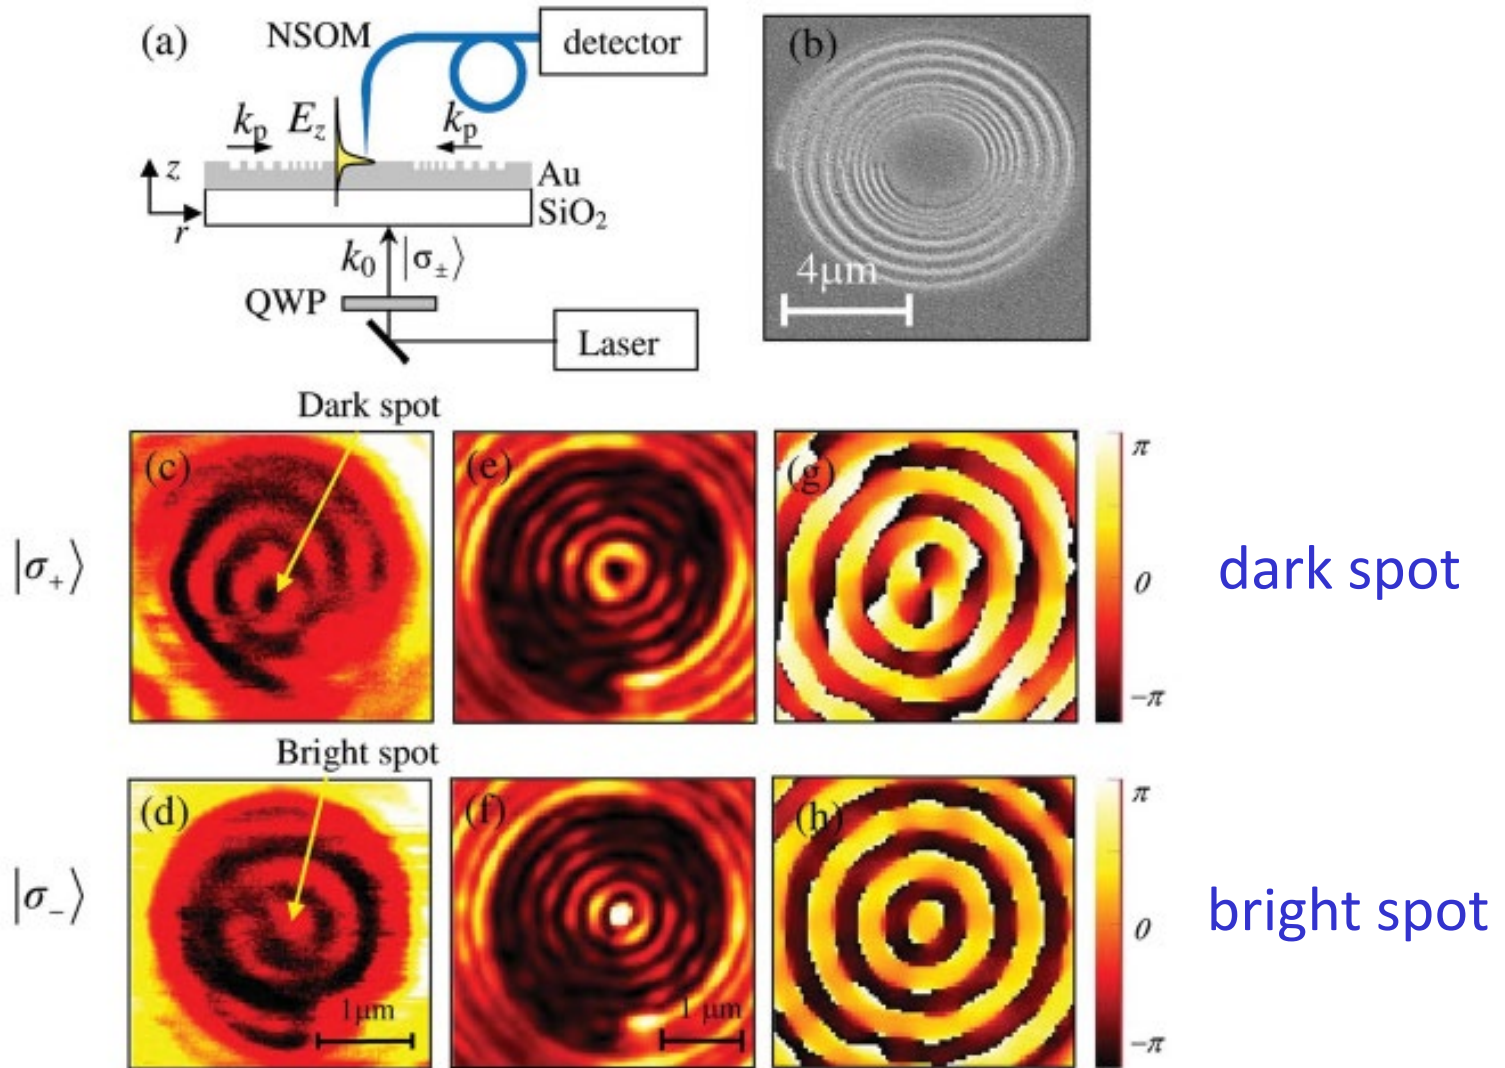 (a)
NSOM
detector
k_p
E_z
k_p
z
Au
r
SiO₂
k₀
|σ±⟩
QWP
Laser
(b)
4μm
Dark spot
|σ₊⟩
(c)
(e)
(g)
π
0
−π
dark spot
Bright spot
|σ₋⟩
(d)
1μm
(f)
1 μm
(h)
π
0
−π
bright spot